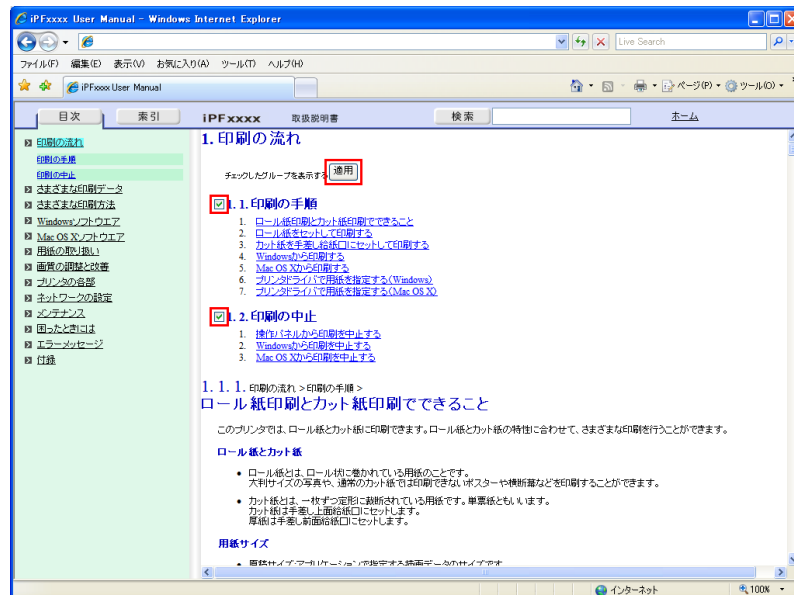 iPFxxxx User Manual - Windows Internet Explorer
Live Search
ファイル(F) 編集(E) 表示(V) お気に入り(A) ツール(T) ヘルプ(H)
iPFxxxx User Manual
ページ(P) ツール(O)
目次 索引 iPFxxxx 取扱説明書 検索 ホーム
印刷の流れ
印刷の手順
印刷の中止
さまざまな印刷データ
さまざまな印刷方法
Windowsソフトウエア
Mac OS Xソフトウエア
用紙の取り扱い
画質の調整と改善
プリンタの各部
ネットワークの設定
メンテナンス
困ったときには
エラーメッセージ
付録
1. 印刷の流れ
チェックしたグループを表示する 適用
1. 1. 印刷の手順
1. ロール紙印刷とカット紙印刷でできること
2. ロール紙をセットして印刷する
3. カット紙を手差し給紙口にセットして印刷する
4. Windowsから印刷する
5. Mac OS Xから印刷する
6. プリンタドライバで用紙を指定する(Windows)
7. プリンタドライバで用紙を指定する(Mac OS X)
1. 2. 印刷の中止
1. 操作パネルから印刷を中止する
2. Windowsから印刷を中止する
3. Mac OS Xから印刷を中止する
1. 1. 1. 印刷の流れ > 印刷の手順 >
ロール紙印刷とカット紙印刷でできること
このプリンタでは、ロール紙とカット紙に印刷できます。ロール紙とカット紙の特性に合わせて、さまざまな印刷を行うことができます。
ロール紙とカット紙
• ロール紙とは、ロール状に巻かれている用紙のことです。
大判サイズの写真や、通常のカット紙では印刷できないポスターや横断幕などを印刷することができます。
• カット紙とは、一枚ずつ定形に裁断されている用紙です。単票紙ともいいます。
カット紙は手差し上面給紙口にセットします。
厚紙は手差し前面給紙口にセットします。
用紙サイズ
• 原稿サイズ:アプリケーションで指定する描画データのサイズです
インターネット 100%